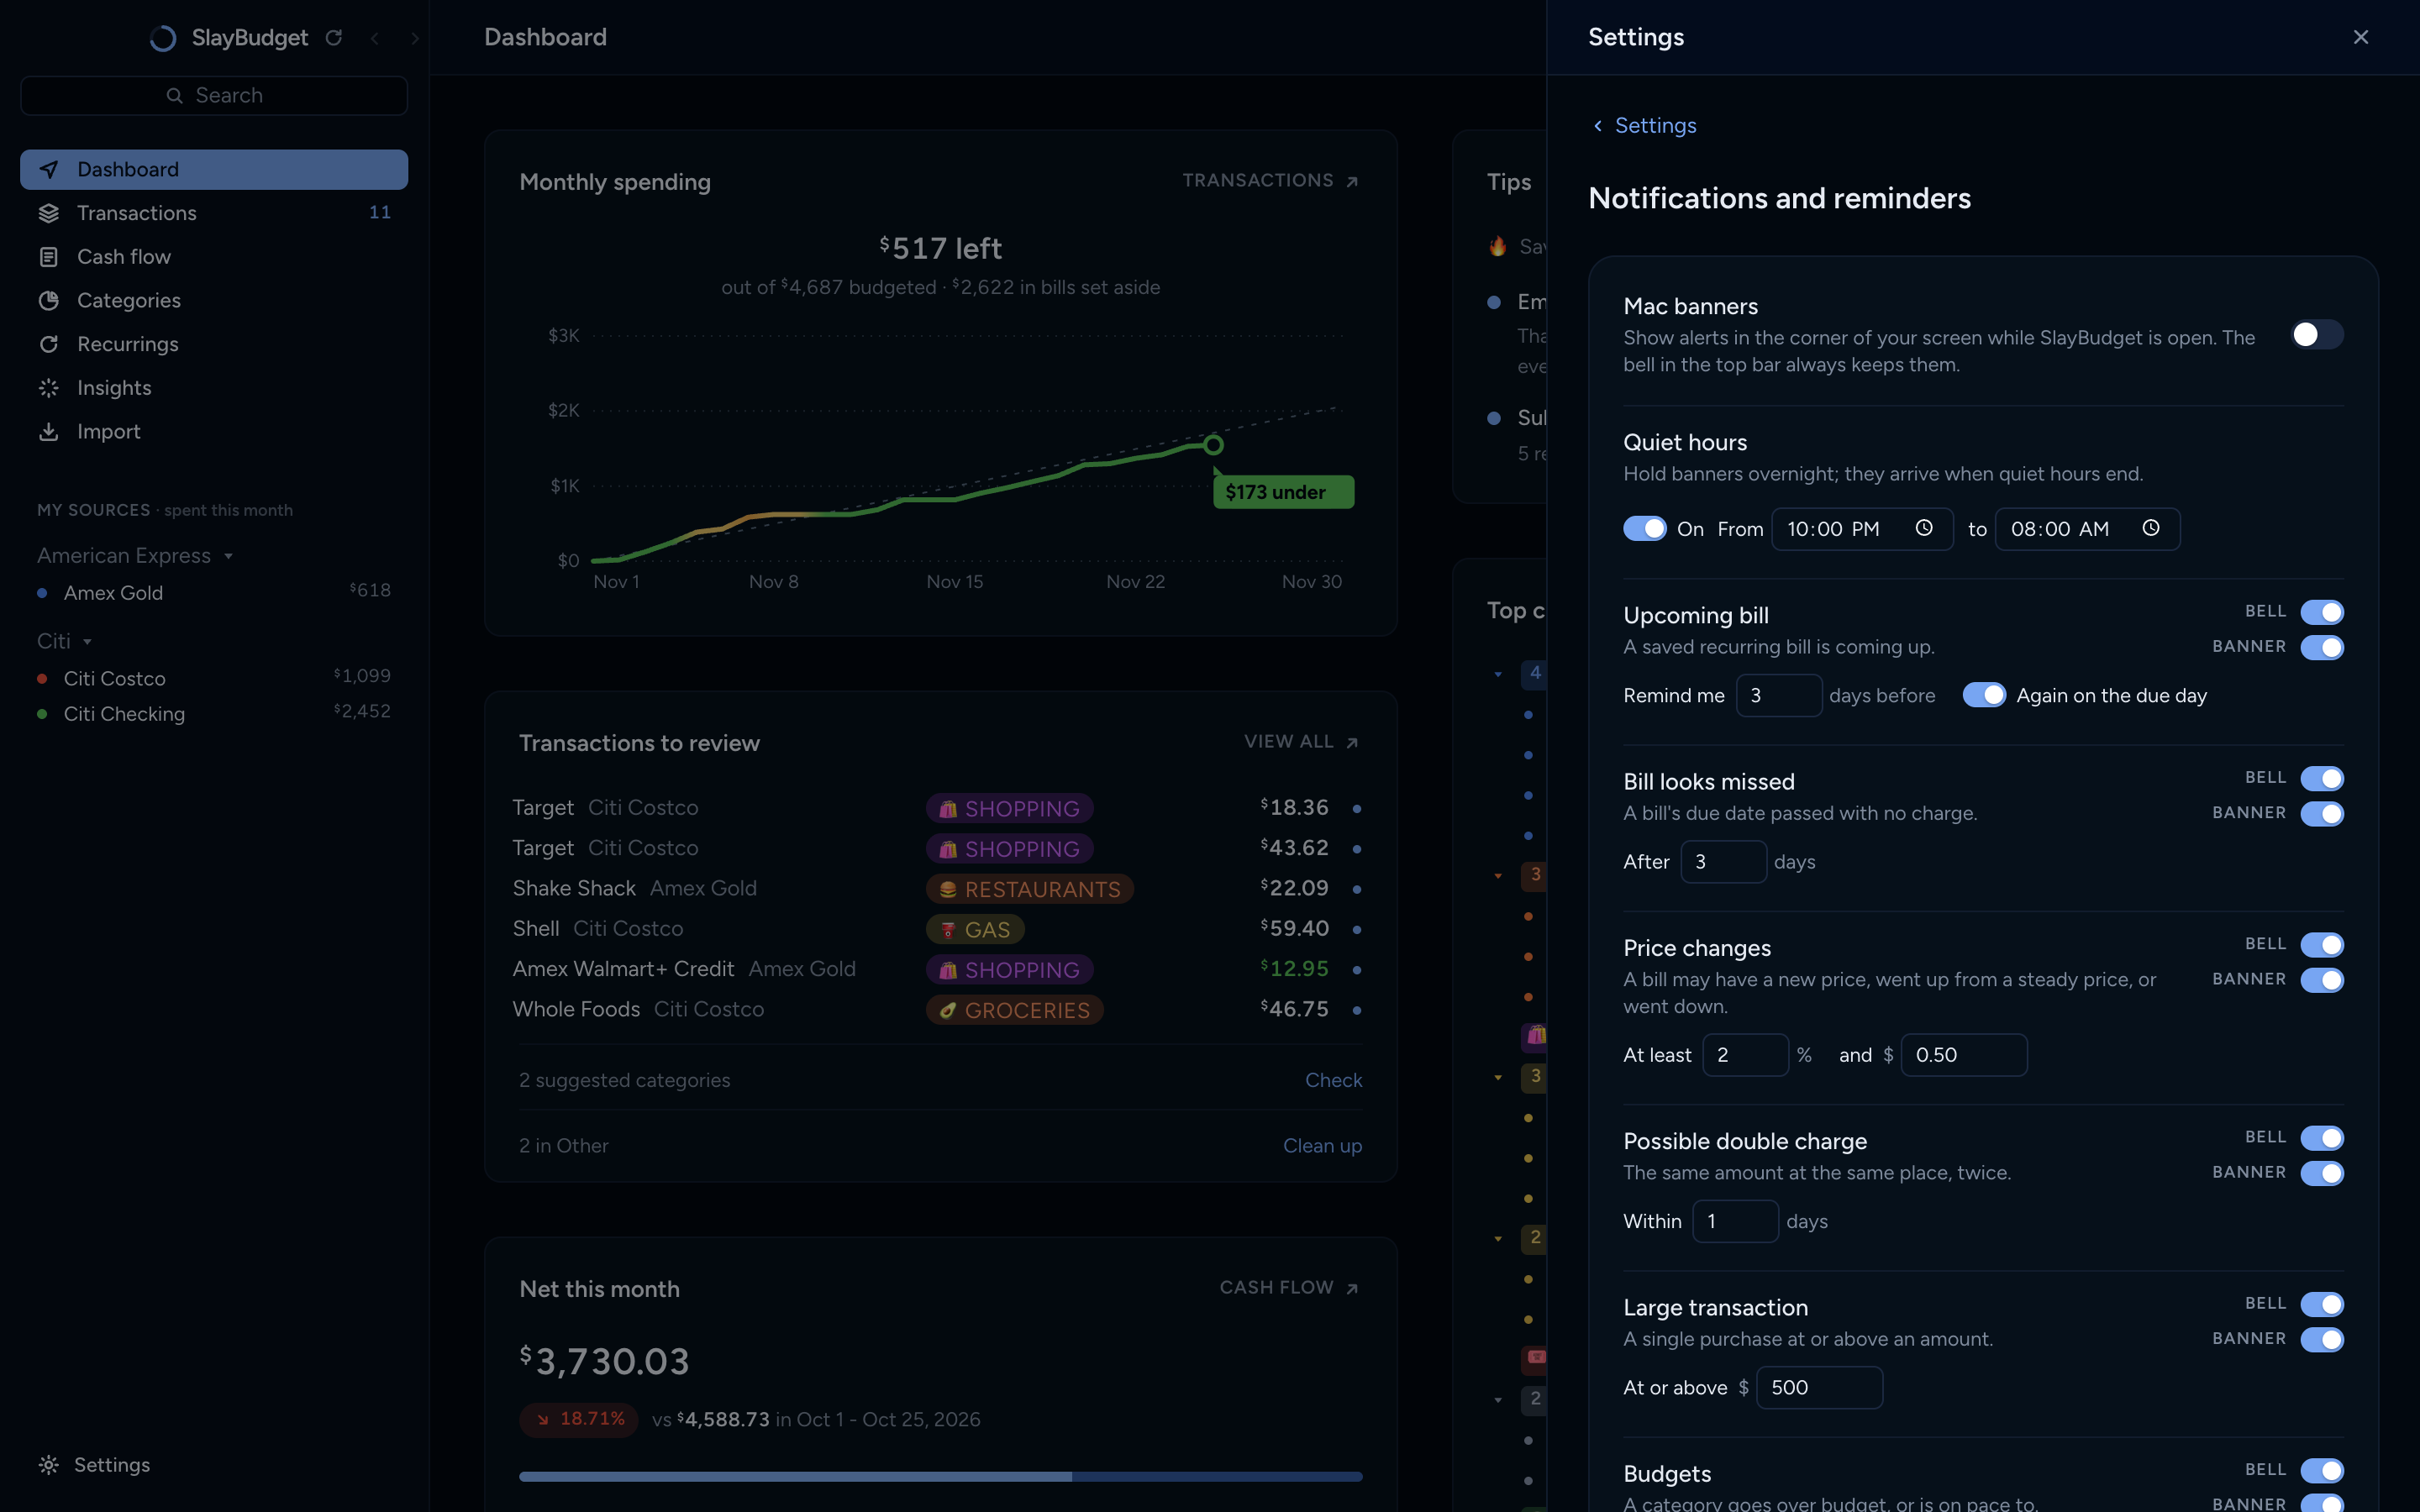 SlayBudget
Search
Dashboard
Transactions 11
Cash flow
Categories
Recurrings
Insights
Import
MY SOURCES · spent this month
American Express
Amex Gold $618
Citi
Citi Costco $1,099
Citi Checking $2,452
Settings
Dashboard
Monthly spending TRANSACTIONS
$517 left
out of $4,687 budgeted · $2,622 in bills set aside
$3K
$2K
$1K
$0
$173 under
Nov 1 Nov 8 Nov 15 Nov 22 Nov 30
Transactions to review VIEW ALL
Target Citi Costco SHOPPING $18.36
Target Citi Costco SHOPPING $43.62
Shake Shack Amex Gold RESTAURANTS $22.09
Shell Citi Costco GAS $59.40
Amex Walmart+ Credit Amex Gold SHOPPING $12.95
Whole Foods Citi Costco GROCERIES $46.75
2 suggested categories Check
2 in Other Clean up
Net this month CASH FLOW
$3,730.03
18.71% vs $4,588.73 in Oct 1 - Oct 25, 2026
Tips
5
Top
4
3
3
2
2
Settings
Settings
Notifications and reminders
Mac banners
Show alerts in the corner of your screen while SlayBudget is open. The
bell in the top bar always keeps them.
Quiet hours
Hold banners overnight; they arrive when quiet hours end.
On From 10:00 PM to 08:00 AM
Upcoming bill BELL
A saved recurring bill is coming up. BANNER
Remind me 3 days before Again on the due day
Bill looks missed BELL
A bill's due date passed with no charge. BANNER
After 3 days
Price changes BELL
A bill may have a new price, went up from a steady price, or BANNER
went down.
At least 2 % and $ 0.50
Possible double charge BELL
The same amount at the same place, twice. BANNER
Within 1 days
Large transaction BELL
A single purchase at or above an amount. BANNER
At or above $ 500
Budgets BELL
A category goes over budget, or is on pace to. BANNER